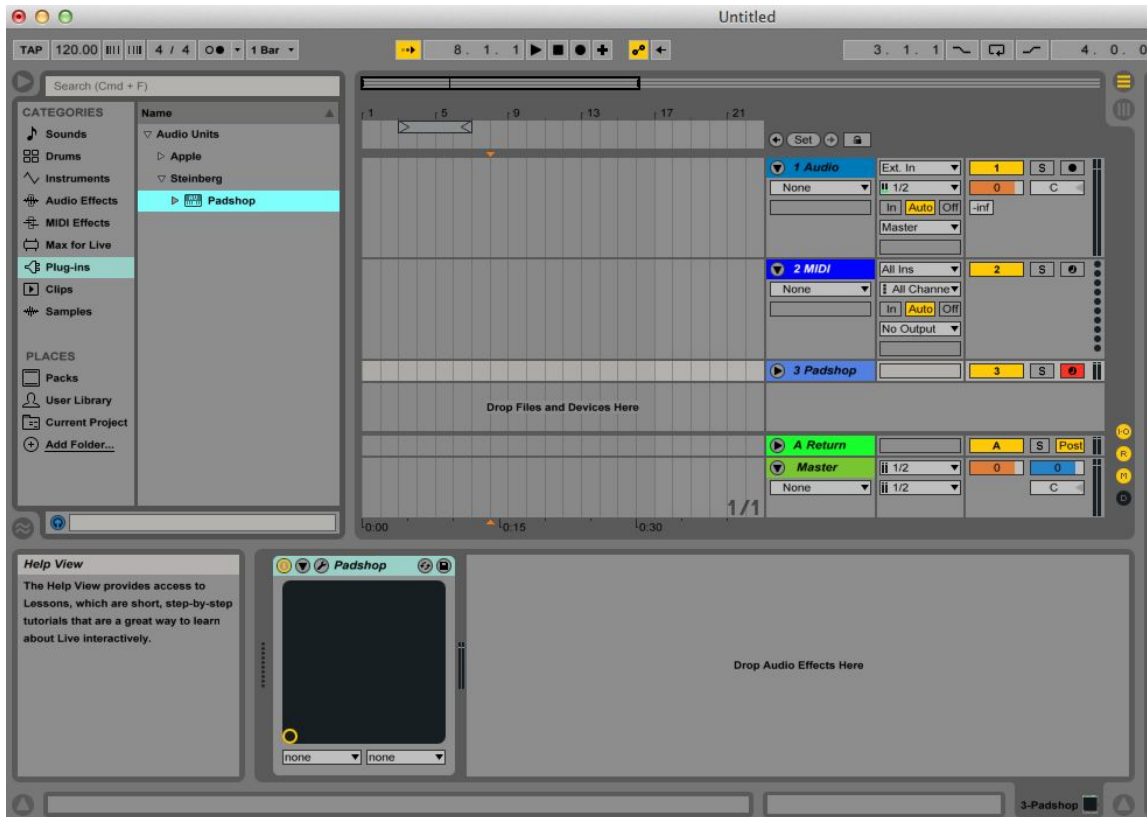 Untitled
TAP 120.00 4 / 4 1 Bar 8. 1. 1 3. 1. 1 4. 0. 0
Search (Cmd + F)
CATEGORIES
Sounds
Drums
Instruments
Audio Effects
MIDI Effects
Max for Live
Plug-ins
Clips
Samples
PLACES
Packs
User Library
Current Project
Add Folder...
Name
Audio Units
Apple
Steinberg
Padshop
1 5 9 13 17 21
Set
1 Audio Ext. In 1 S
None 1/2 0 C
In Auto Off -inf
Master
2 MIDI All Ins 2 S
None All Channe
In Auto Off
No Output
3 Padshop 3 S
Drop Files and Devices Here
A Return A S Post
Master 1/2 0 0
None 1/2 C
1/1
0:00 0:15 0:30
I-O
R
M
D
Help View
The Help View provides access to
Lessons, which are short, step-by-step
tutorials that are a great way to learn
about Live interactively.
Padshop
none none
Drop Audio Effects Here
3-Padshop